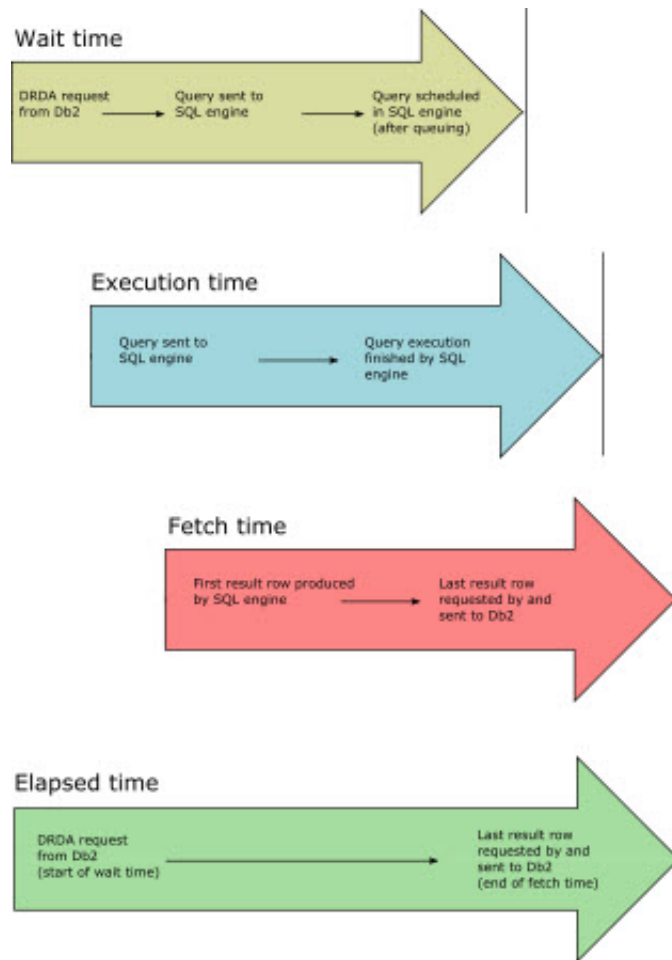 Wait time
DRDA request
from Db2
Query sent to
SQL engine
Query scheduled
in SQL engine
(after queuing)
Execution time
Query sent to
SQL engine
Query execution
finished by SQL
engine
Fetch time
First result row produced
by SQL engine
Last result row
requested by and
sent to Db2
Elapsed time
DRDA request
from Db2
(start of wait time)
Last result row
requested by and
sent to Db2
(end of fetch time)